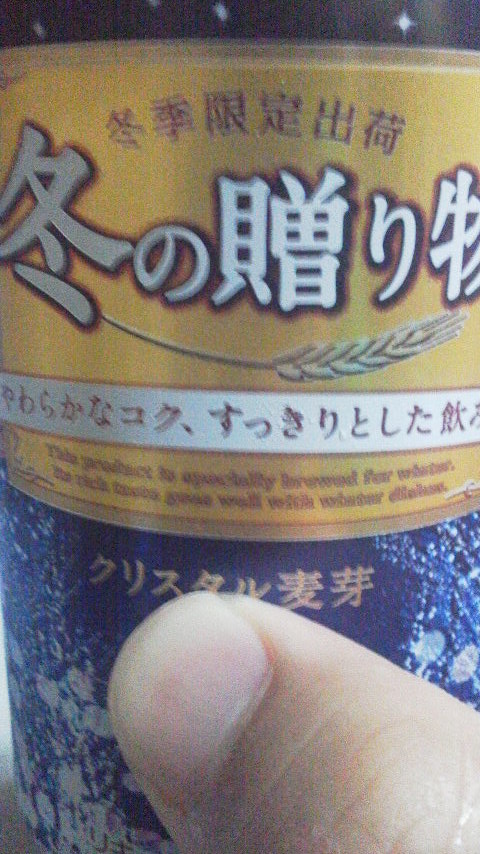 冬季限定出荷
冬の贈り物
やわらかなコク、すっきりとした飲み
This product is specially brewed for winter.
Its rich taste goes well with winter dishes.
クリスタル麦芽